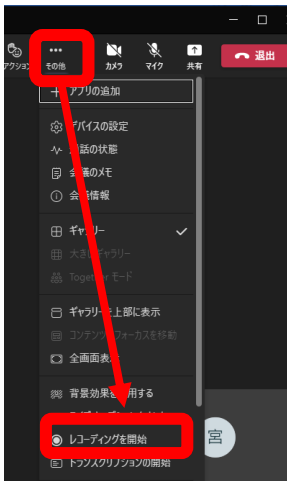 アクション
その他
カメラ
マイク
共有
退出
アプリの追加
デバイスの設定
通話の状態
会議のメモ
会議情報
ギャラリー
大きいギャラリー
Together モード
ギャラリーを上部に表示
コンテンツ フォーカスを移動
全画面表示
背景効果を適用する
レコーディングを開始
トランスクリプションの開始
宮